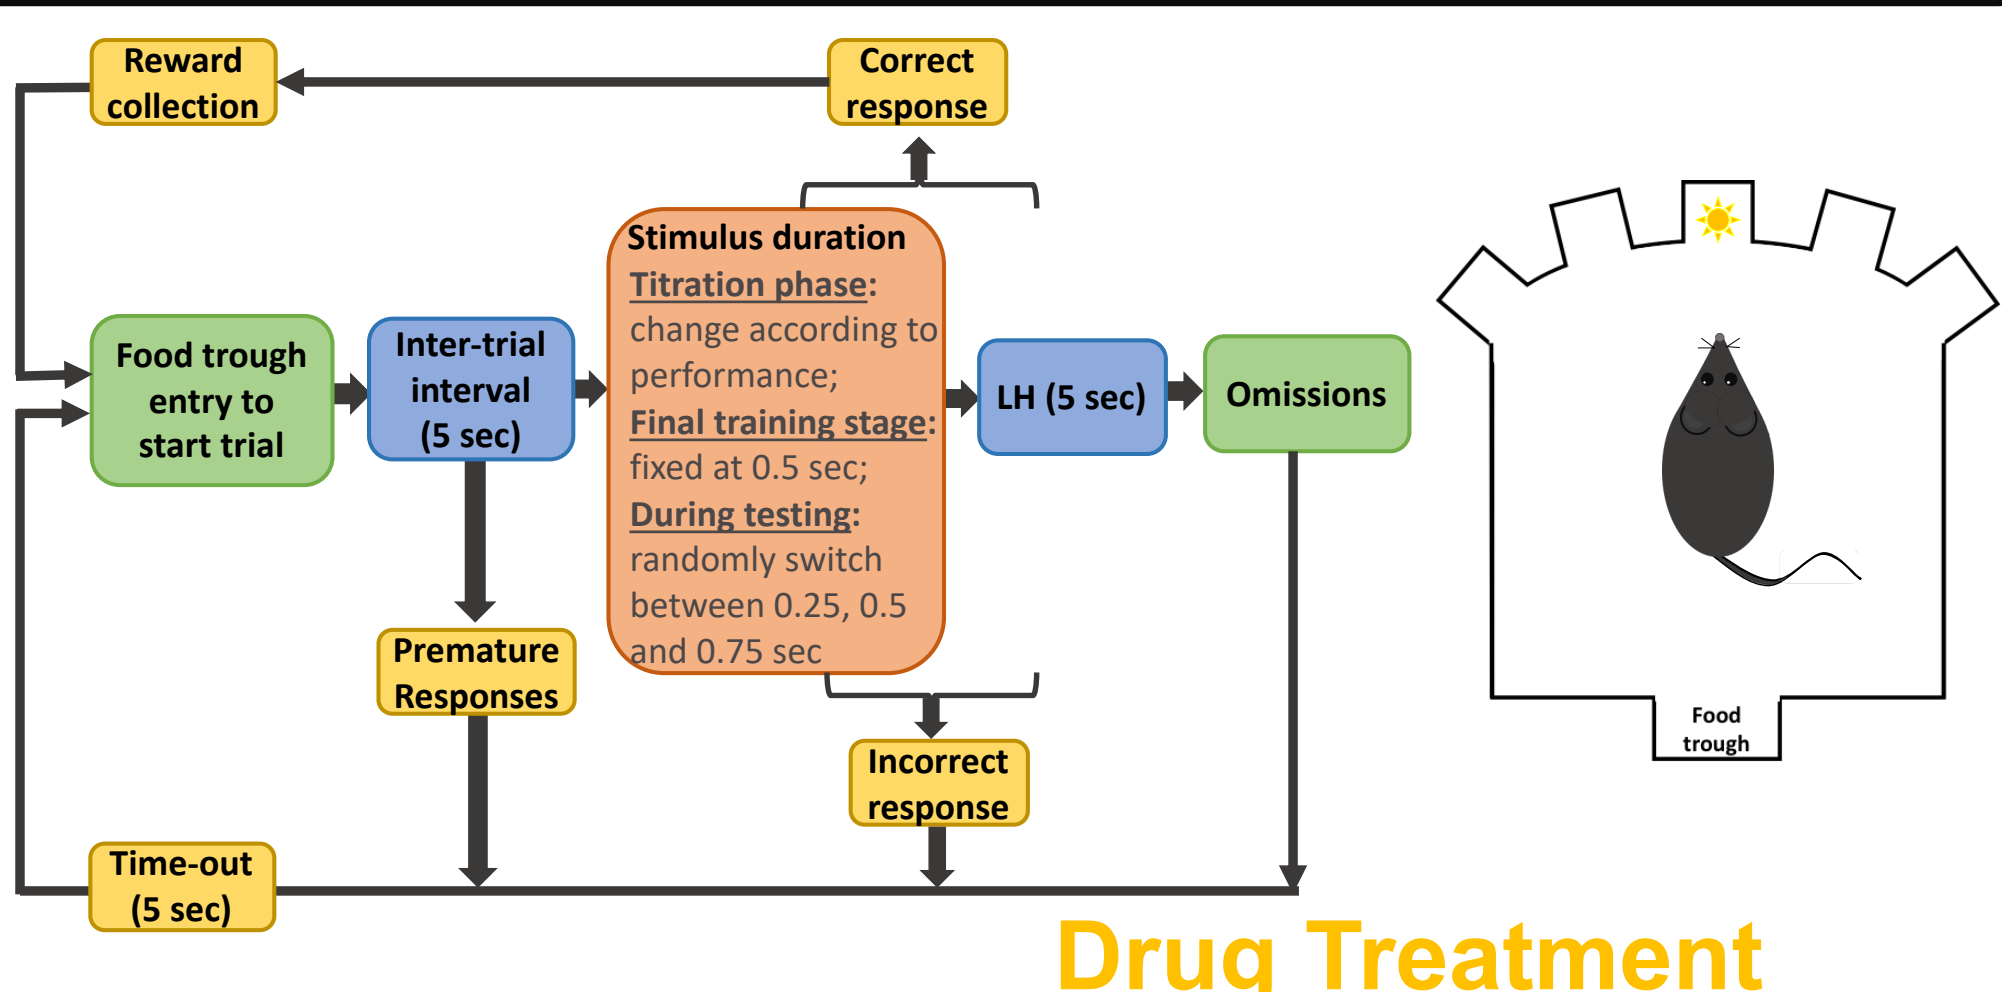 Reward
collection
Correct
response
Food trough
entry to
start trial
Inter-trial
interval
(5 sec)
Stimulus duration
Titration phase:
change according to
performance;
Final training stage:
fixed at 0.5 sec;
During testing:
randomly switch
between 0.25, 0.5
and 0.75 sec
LH (5 sec)
Omissions
Premature
Responses
Incorrect
response
Time-out
(5 sec)
Food
trough
Drug Treatment